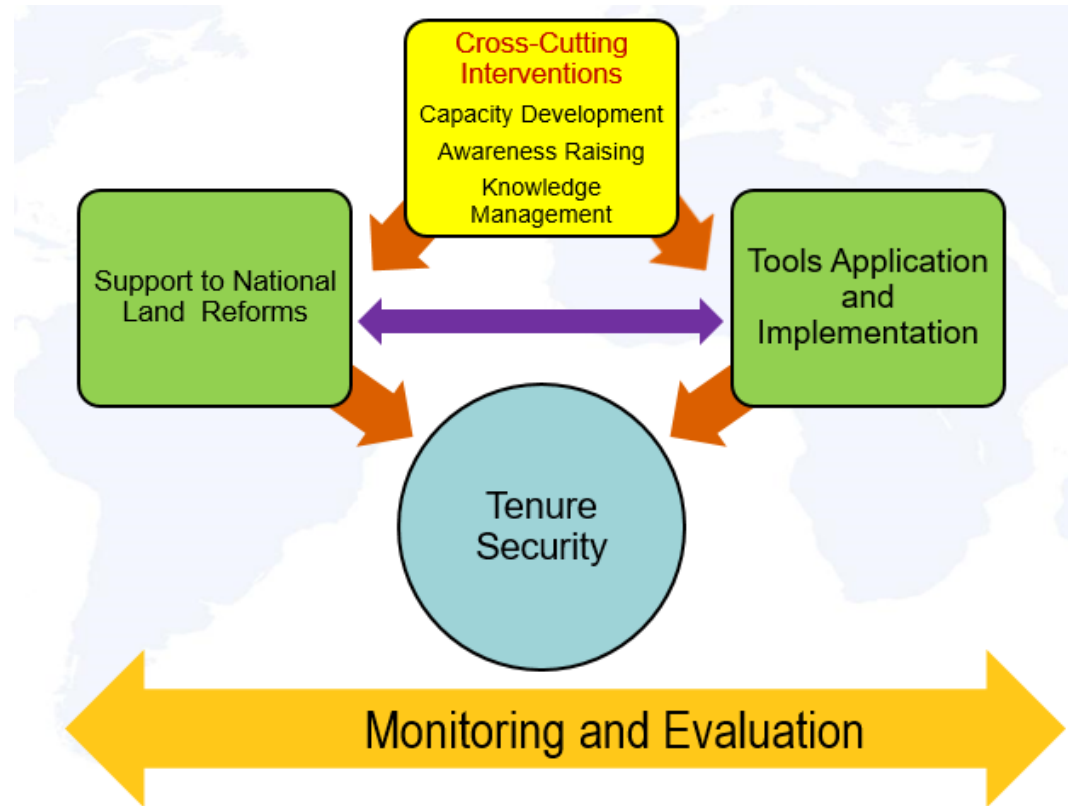 Cross-Cutting
Interventions
Capacity Development
Awareness Raising
Knowledge
Management
Support to National
Land Reforms
Tools Application
and
Implementation
Tenure
Security
Monitoring and Evaluation